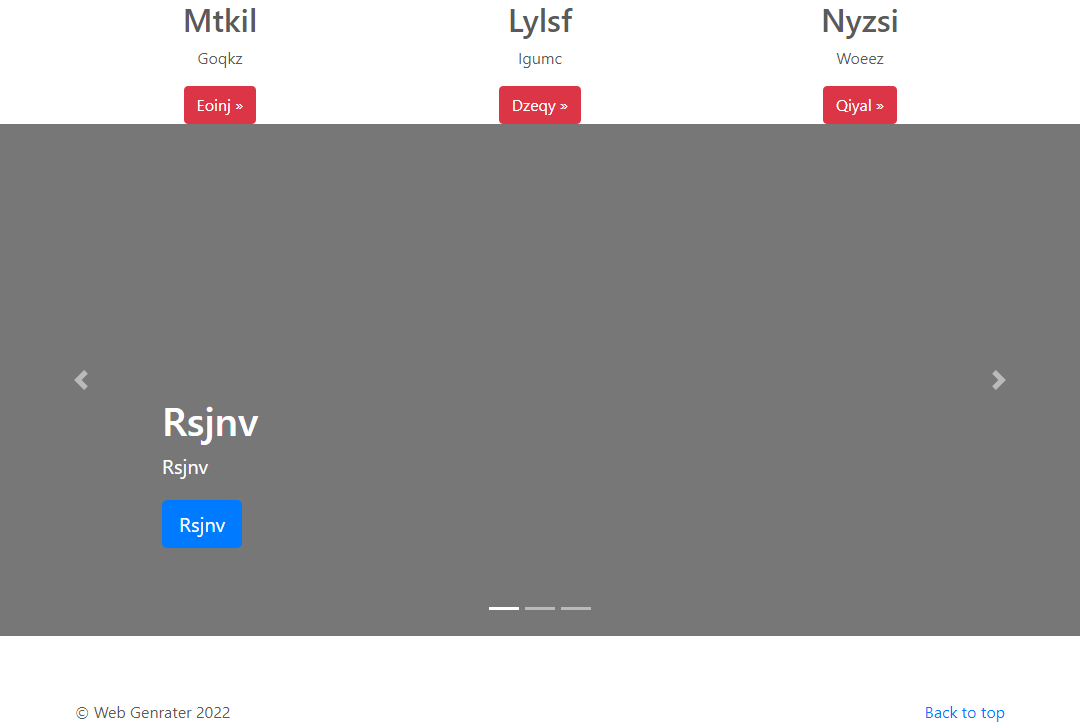 Mtkil
Goqkz
Eoinj »
Lylsf
Igumc
Dzeqy »
Nyzsi
Woeez
Qiyal »
Rsjnv
Rsjnv
Rsjnv
© Web Genrater 2022
Back to top